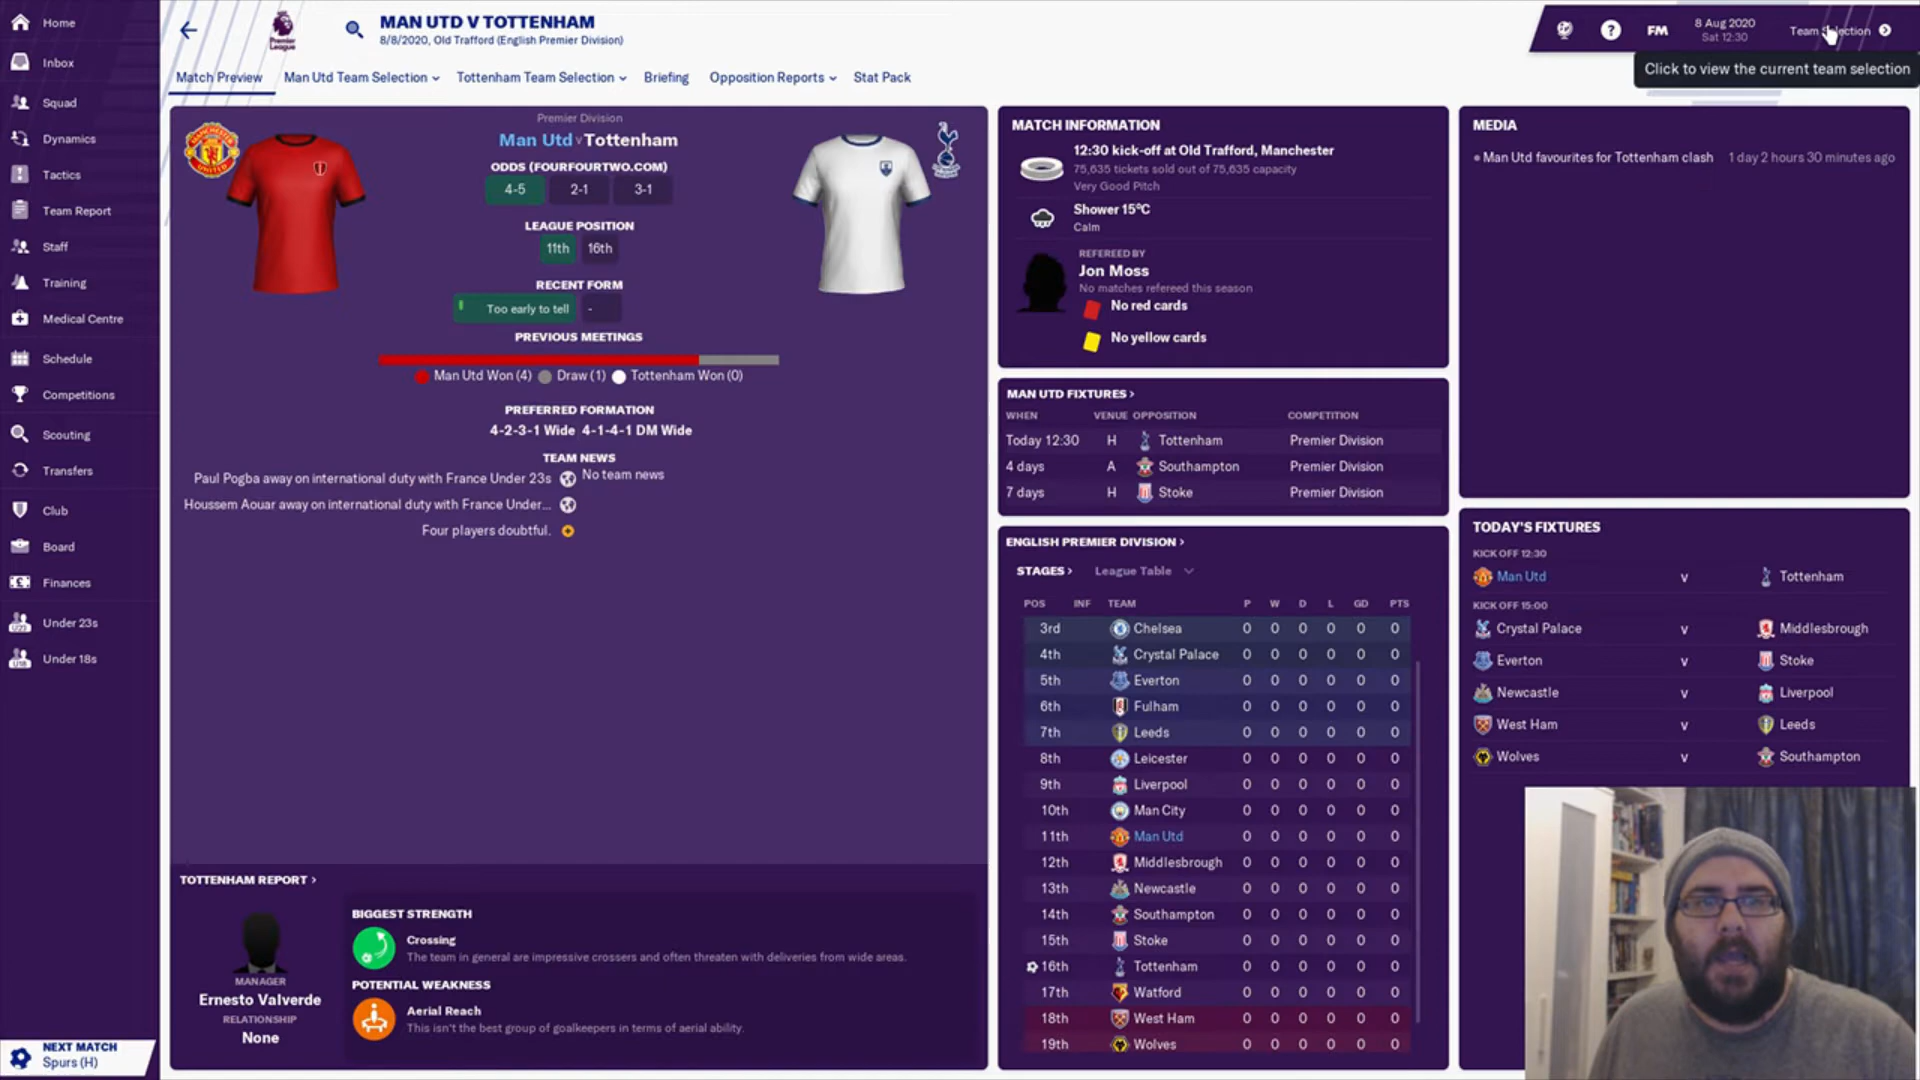 Home
Inbox
Squad
Dynamics
Tactics
Team Report
Staff
Training
Medical Centre
Schedule
Competitions
Scouting
Transfers
Club
Board
Finances
Under 23s
Under 18s
NEXT MATCH
Spurs (H)
MAN UTD V TOTTENHAM
8/8/2020, Old Trafford (English Premier Division)
Match Preview Man Utd Team Selection Tottenham Team Selection Briefing Opposition Reports Stat Pack
FM
8 Aug 2020
Sat 12:30
Team Selection
Click to view the current team selection
Premier Division
Man Utd v Tottenham
ODDS (FOURFOURTWO.COM)
4-5 2-1 3-1
LEAGUE POSITION
11th 16th
RECENT FORM
Too early to tell -
PREVIOUS MEETINGS
Man Utd Won (4) Draw (1) Tottenham Won (0)
PREFERRED FORMATION
4-2-3-1 Wide 4-1-4-1 DM Wide
TEAM NEWS
Paul Pogba away on international duty with France Under 23s No team news
Houssem Aouar away on international duty with France Under...
Four players doubtful.
TOTTENHAM REPORT >
MANAGER
Ernesto Valverde
RELATIONSHIP
None
BIGGEST STRENGTH
Crossing
The team in general are impressive crossers and often threaten with deliveries from wide areas.
POTENTIAL WEAKNESS
Aerial Reach
This isn't the best group of goalkeepers in terms of aerial ability.
MATCH INFORMATION
12:30 kick-off at Old Trafford, Manchester
75,635 tickets sold out of 75,635 capacity
Very Good Pitch
Shower 15°C
Calm
REFEREED BY
Jon Moss
No matches refereed this season
No red cards
No yellow cards
MAN UTD FIXTURES >
WHEN VENUE OPPOSITION COMPETITION
Today 12:30 H Tottenham Premier Division
4 days A Southampton Premier Division
7 days H Stoke Premier Division
ENGLISH PREMIER DIVISION >
STAGES > League Table
POS INF TEAM P W D L GD PTS
3rd Chelsea 0 0 0 0 0 0
4th Crystal Palace 0 0 0 0 0 0
5th Everton 0 0 0 0 0 0
6th Fulham 0 0 0 0 0 0
7th Leeds 0 0 0 0 0 0
8th Leicester 0 0 0 0 0 0
9th Liverpool 0 0 0 0 0 0
10th Man City 0 0 0 0 0 0
11th Man Utd 0 0 0 0 0 0
12th Middlesbrough 0 0 0 0 0 0
13th Newcastle 0 0 0 0 0 0
14th Southampton 0 0 0 0 0 0
15th Stoke 0 0 0 0 0 0
16th Tottenham 0 0 0 0 0 0
17th Watford 0 0 0 0 0 0
18th West Ham 0 0 0 0 0 0
19th Wolves 0 0 0 0 0 0
MEDIA
Man Utd favourites for Tottenham clash 1 day 2 hours 30 minutes ago
TODAY'S FIXTURES
KICK OFF 12:30
Man Utd v Tottenham
KICK OFF 15:00
Crystal Palace v Middlesbrough
Everton v Stoke
Newcastle v Liverpool
West Ham v Leeds
Wolves v Southampton